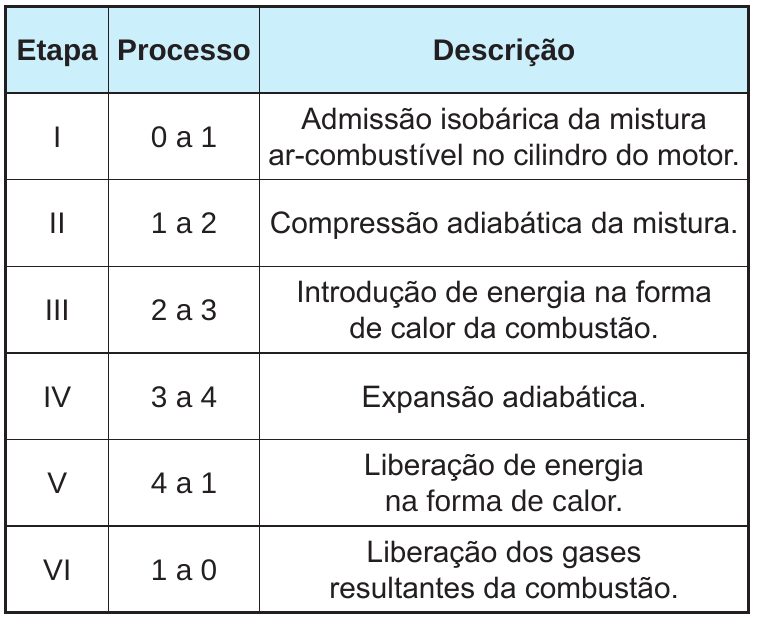 Etapa Processo Descrição
I 0 a 1 Admissão isobárica da mistura
ar-combustível no cilindro do motor.
II 1 a 2 Compressão adiabática da mistura.
III 2 a 3 Introdução de energia na forma
de calor da combustão.
IV 3 a 4 Expansão adiabática.
V 4 a 1 Liberação de energia
na forma de calor.
VI 1 a 0 Liberação dos gases
resultantes da combustão.